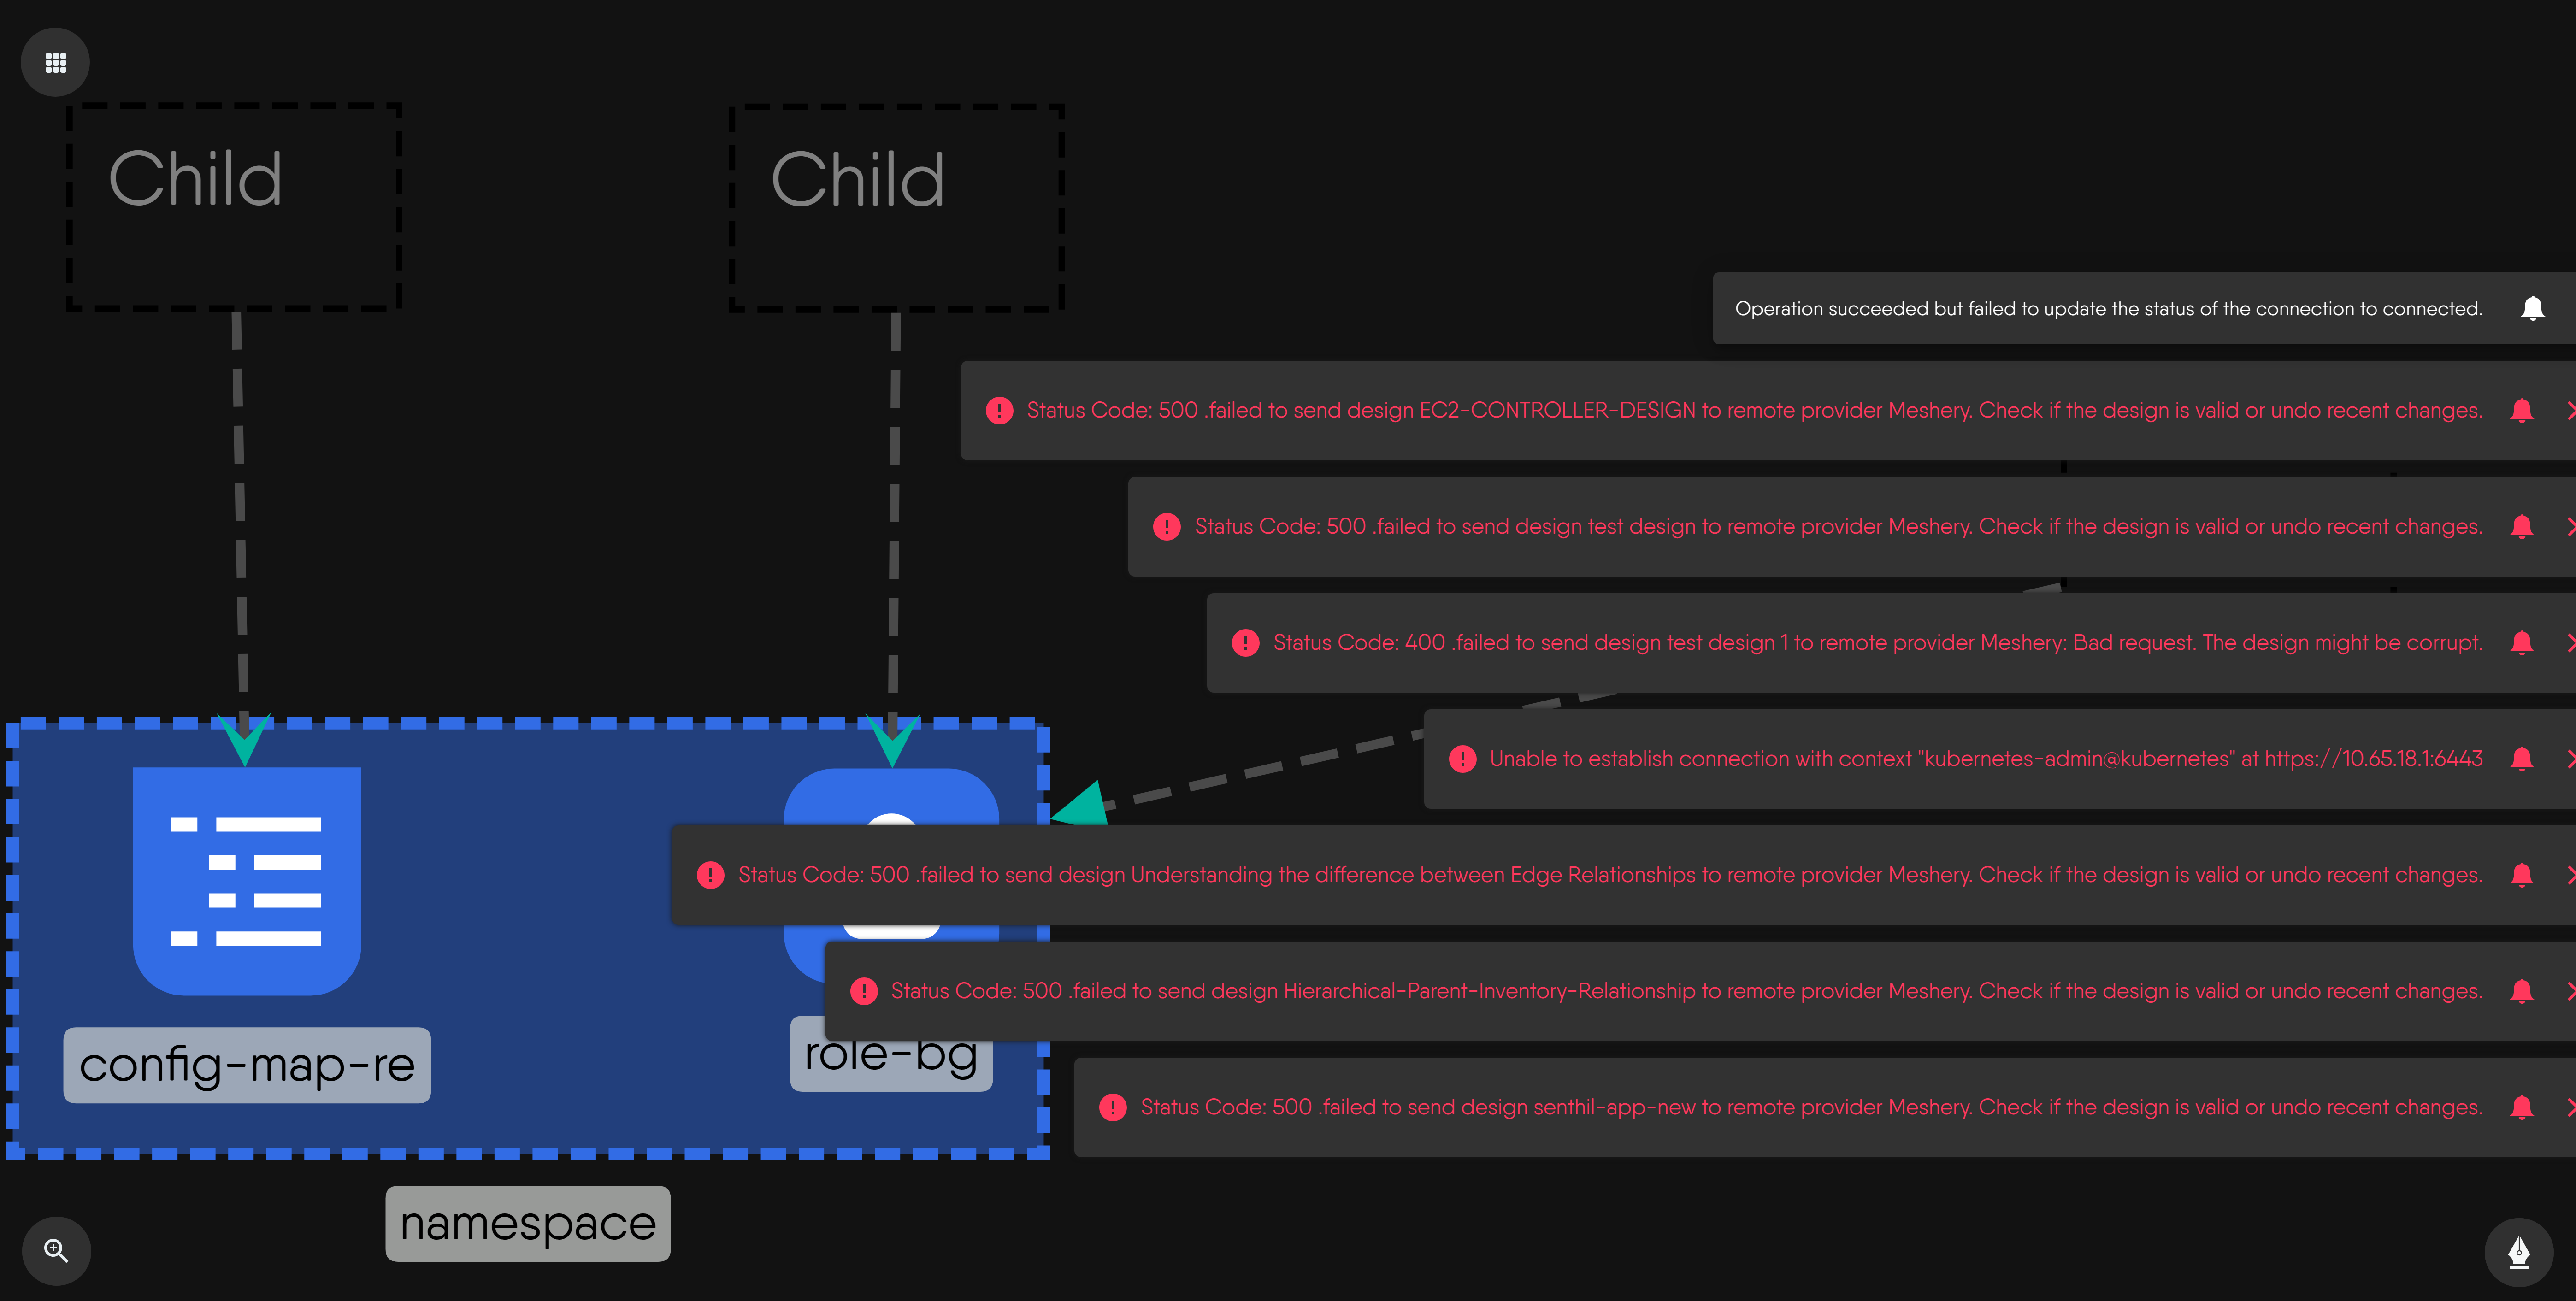 Child
Child
Operation succeeded but failed to update the status of the connection to connected.
Status Code: 500 .failed to send design EC2-CONTROLLER-DESIGN to remote provider Meshery. Check if the design is valid or undo recent changes.
Status Code: 500 .failed to send design test design to remote provider Meshery. Check if the design is valid or undo recent changes.
Status Code: 400 .failed to send design test design 1 to remote provider Meshery: Bad request. The design might be corrupt.
Unable to establish connection with context "kubernetes-admin@kubernetes" at https://10.65.18.1:6443
Status Code: 500 .failed to send design Understanding the difference between Edge Relationships to remote provider Meshery. Check if the design is valid or undo recent changes.
Status Code: 500 .failed to send design Hierarchical-Parent-Inventory-Relationship to remote provider Meshery. Check if the design is valid or undo recent changes.
config-map-re
role-bg
Status Code: 500 .failed to send design senthil-app-new to remote provider Meshery. Check if the design is valid or undo recent changes.
namespace